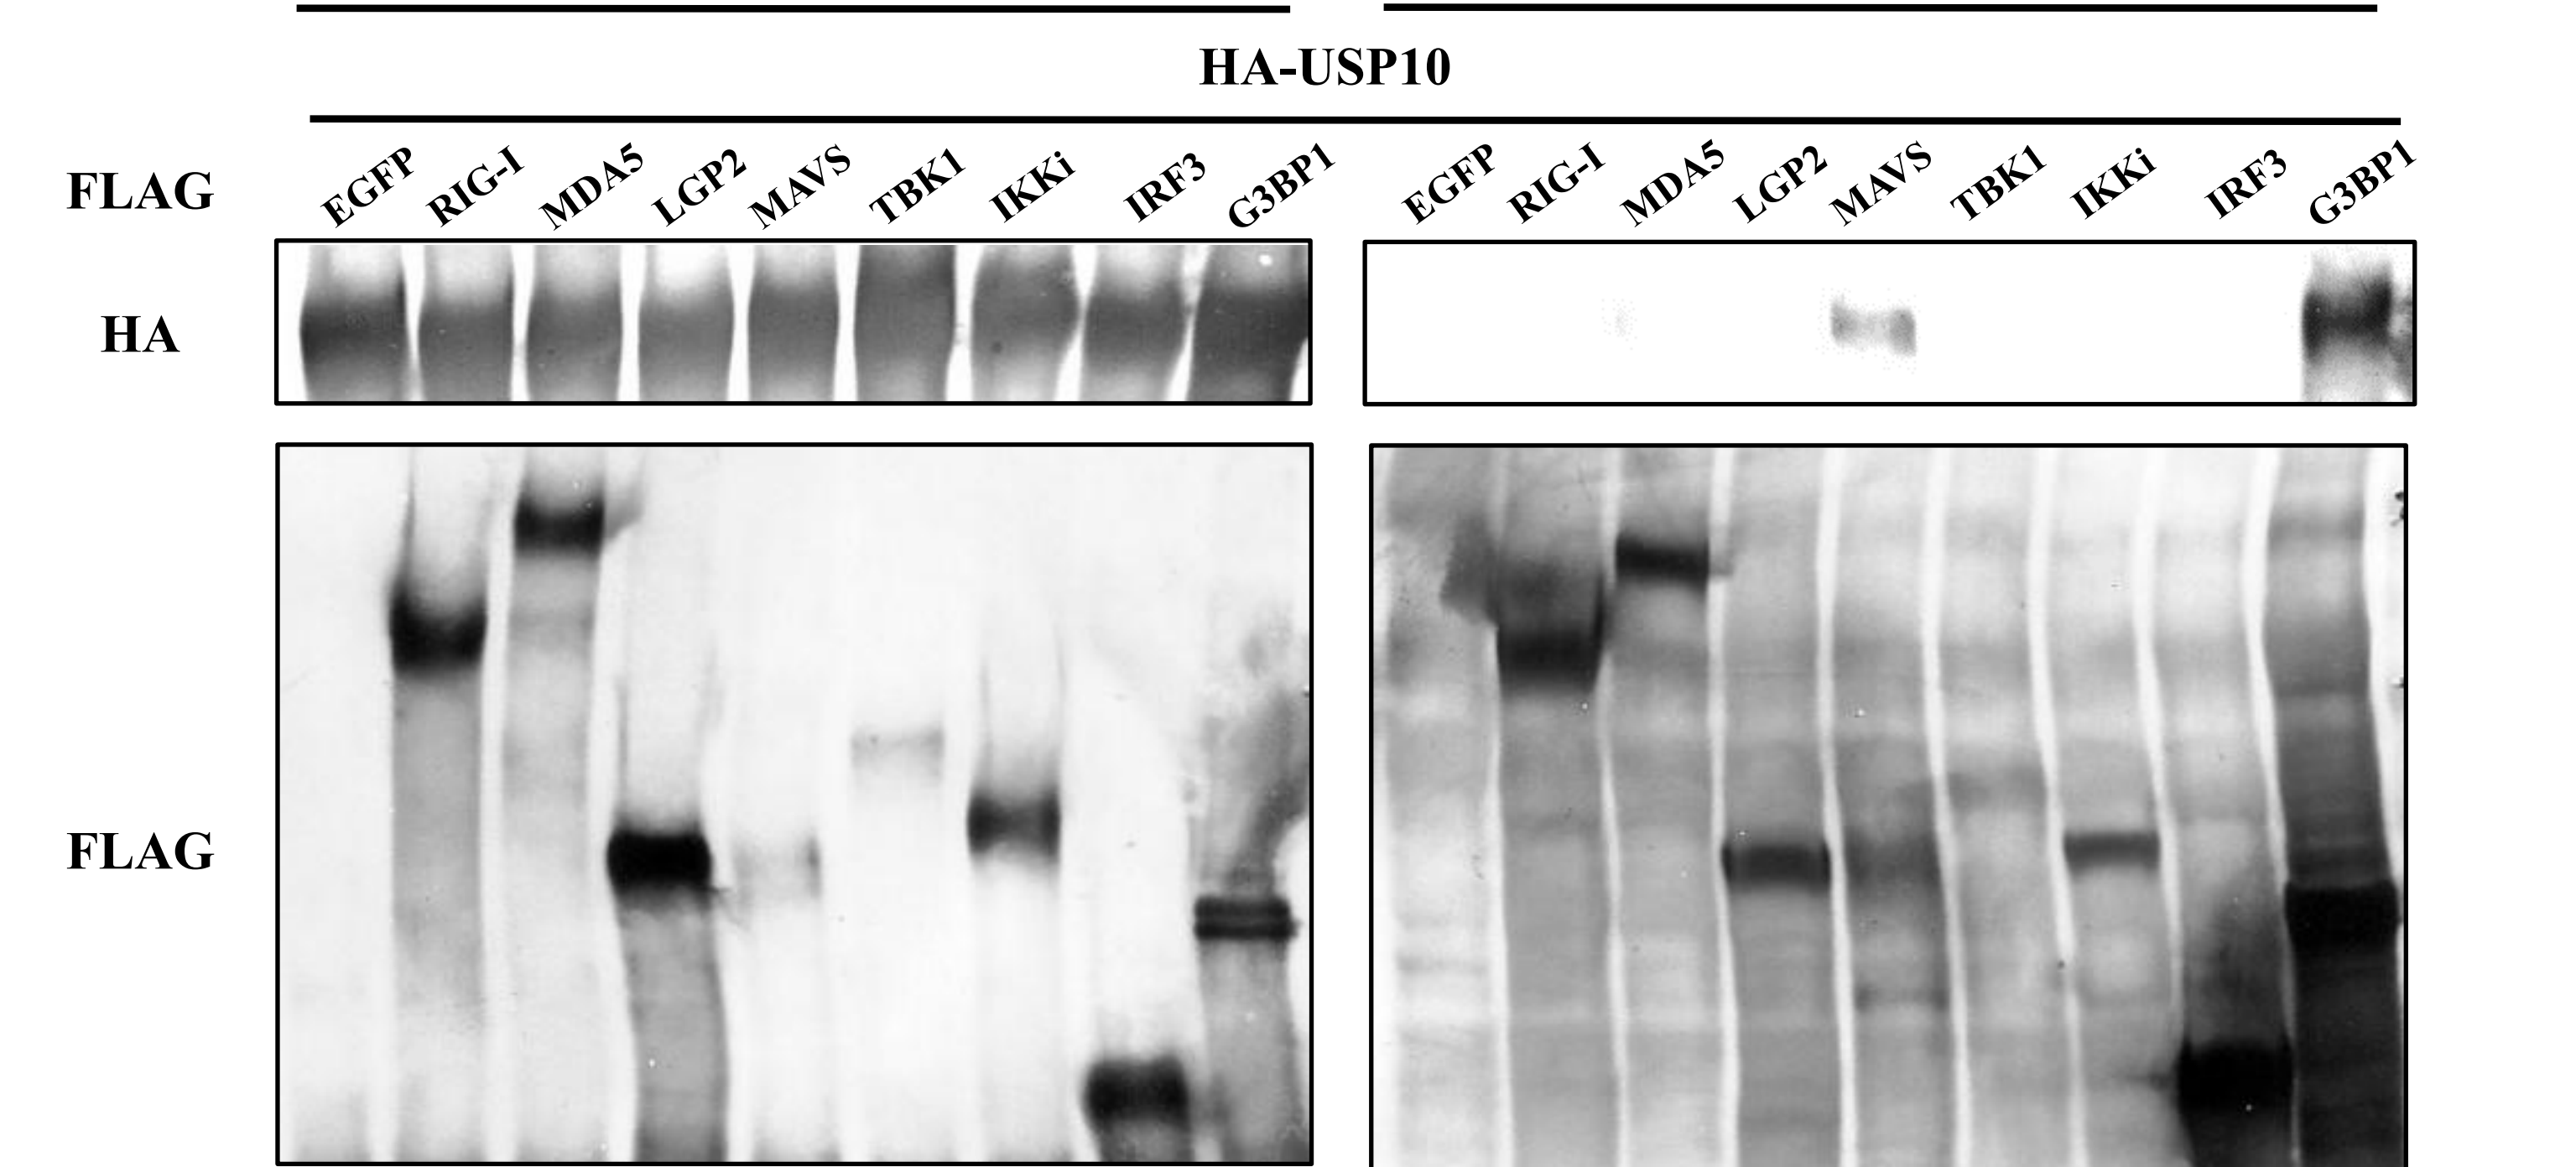 HA-USP10
FLAG EGFP RIG-I MDA5 LGP2 MAVS TBK1 IKKi IRF3 G3BP1 EGFP RIG-I MDA5 LGP2 MAVS TBK1 IKKi IRF3 G3BP1
HA
FLAG